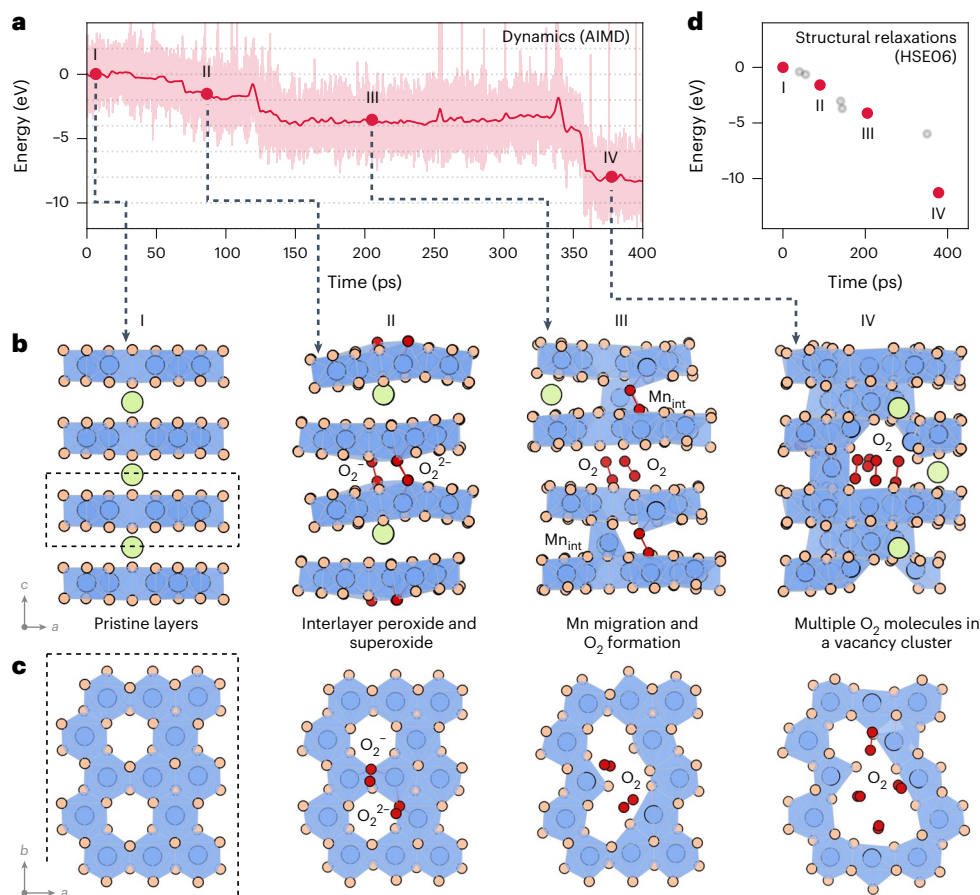 a
Dynamics (AIMD)
Energy (eV)
0
−5
−10
I
II
III
IV
0
50
100
150
200
250
300
350
400
Time (ps)
d
Structural relaxations
(HSE06)
Energy (eV)
0
−5
−10
I
II
III
IV
0
200
400
Time (ps)
b
I
II
III
IV
O₂⁻
O₂²⁻
Mnint
O₂
O₂
Mnint
O₂
c
a
Pristine layers
Interlayer peroxide and
superoxide
Mn migration and
O₂ formation
Multiple O₂ molecules in
a vacancy cluster
c
O₂⁻
O₂²⁻
O₂
O₂
b
a